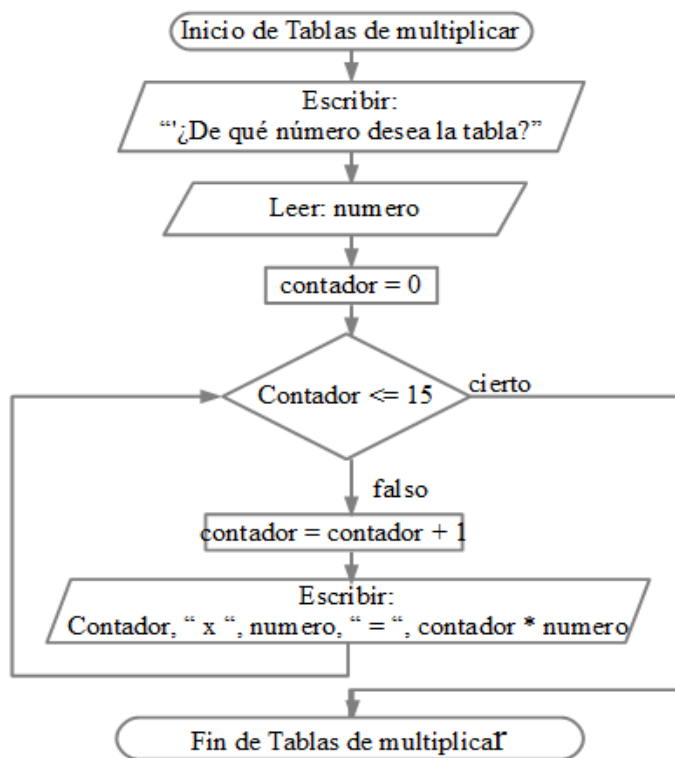 Inicio de Tablas de multiplicar
Escribir:
“'¿De qué número desea la tabla?”
Leer: numero
contador = 0
Contador <= 15
cierto
falso
contador = contador + 1
Escribir:
Contador, “ x “, numero, “ = “, contador * numero
Fin de Tablas de multiplicar